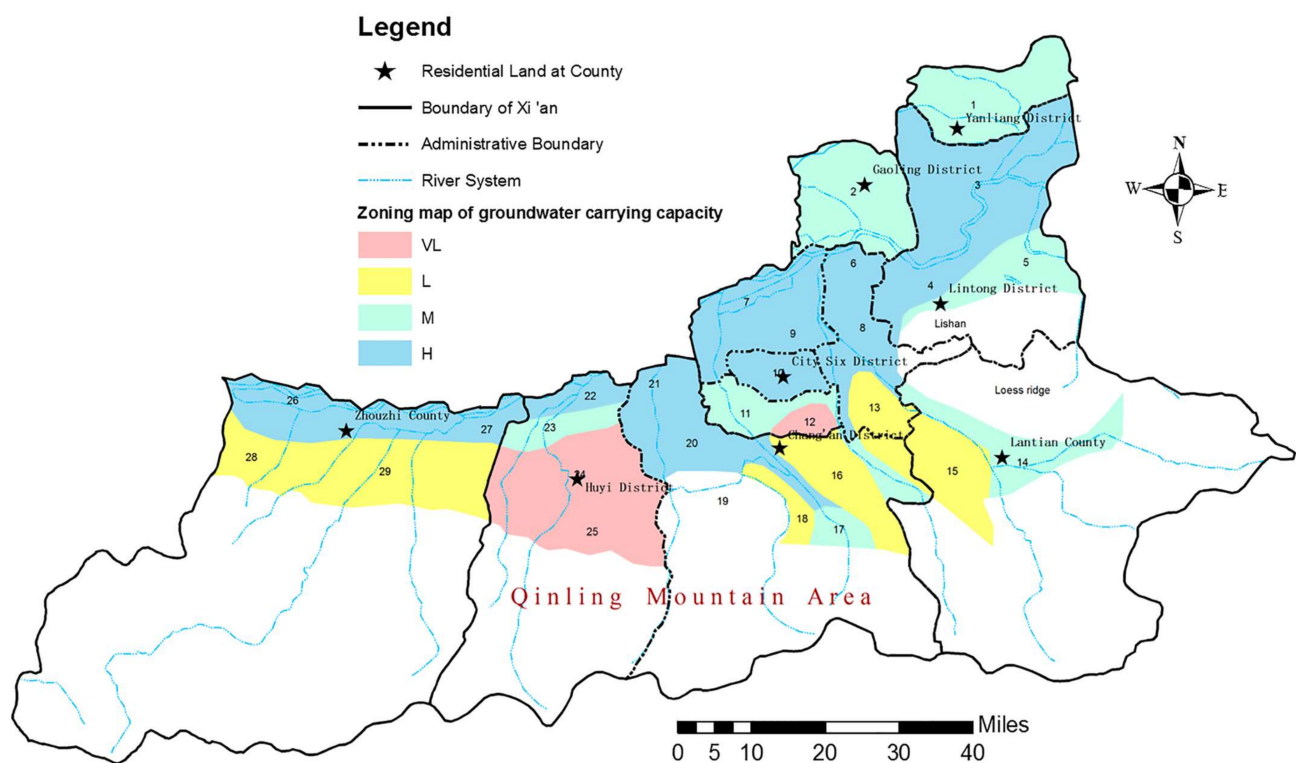 Legend
Residential Land at County
Boundary of Xi 'an
Administrative Boundary
River System
Zoning map of groundwater carrying capacity
VL
L
M
H
N
W
E
S
1
Yanliang District
Gaoling District
2
3
6
5
4
Lintong District
Lishan
7
9
8
City Six District
10
Loess ridge
26
Zhouzhi County
27
22
21
23
11
12
13
Chang'an District
20
Lantian County
14
28
29
24
Huyi District
16
15
19
18
17
25
Qinling Mountain Area
Miles
0 5 10 20 30 40